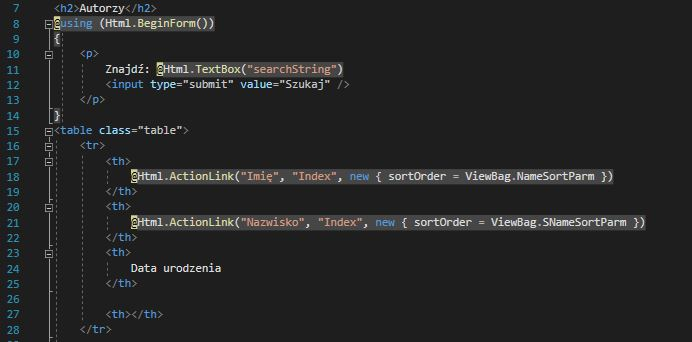 7 <h2>Autorzy</h2>
8 @using (Html.BeginForm())
9 {
10 <p>
11 Znajdź: @Html.TextBox("searchString")
12 <input type="submit" value="Szukaj" />
13 </p>
14 }
15 <table class="table">
16 <tr>
17 <th>
18 @Html.ActionLink("Imię", "Index", new { sortOrder = ViewBag.NameSortParm })
19 </th>
20 <th>
21 @Html.ActionLink("Nazwisko", "Index", new { sortOrder = ViewBag.SNameSortParm })
22 </th>
23 <th>
24 Data urodzenia
25 </th>
26
27 <th></th>
28 </tr>